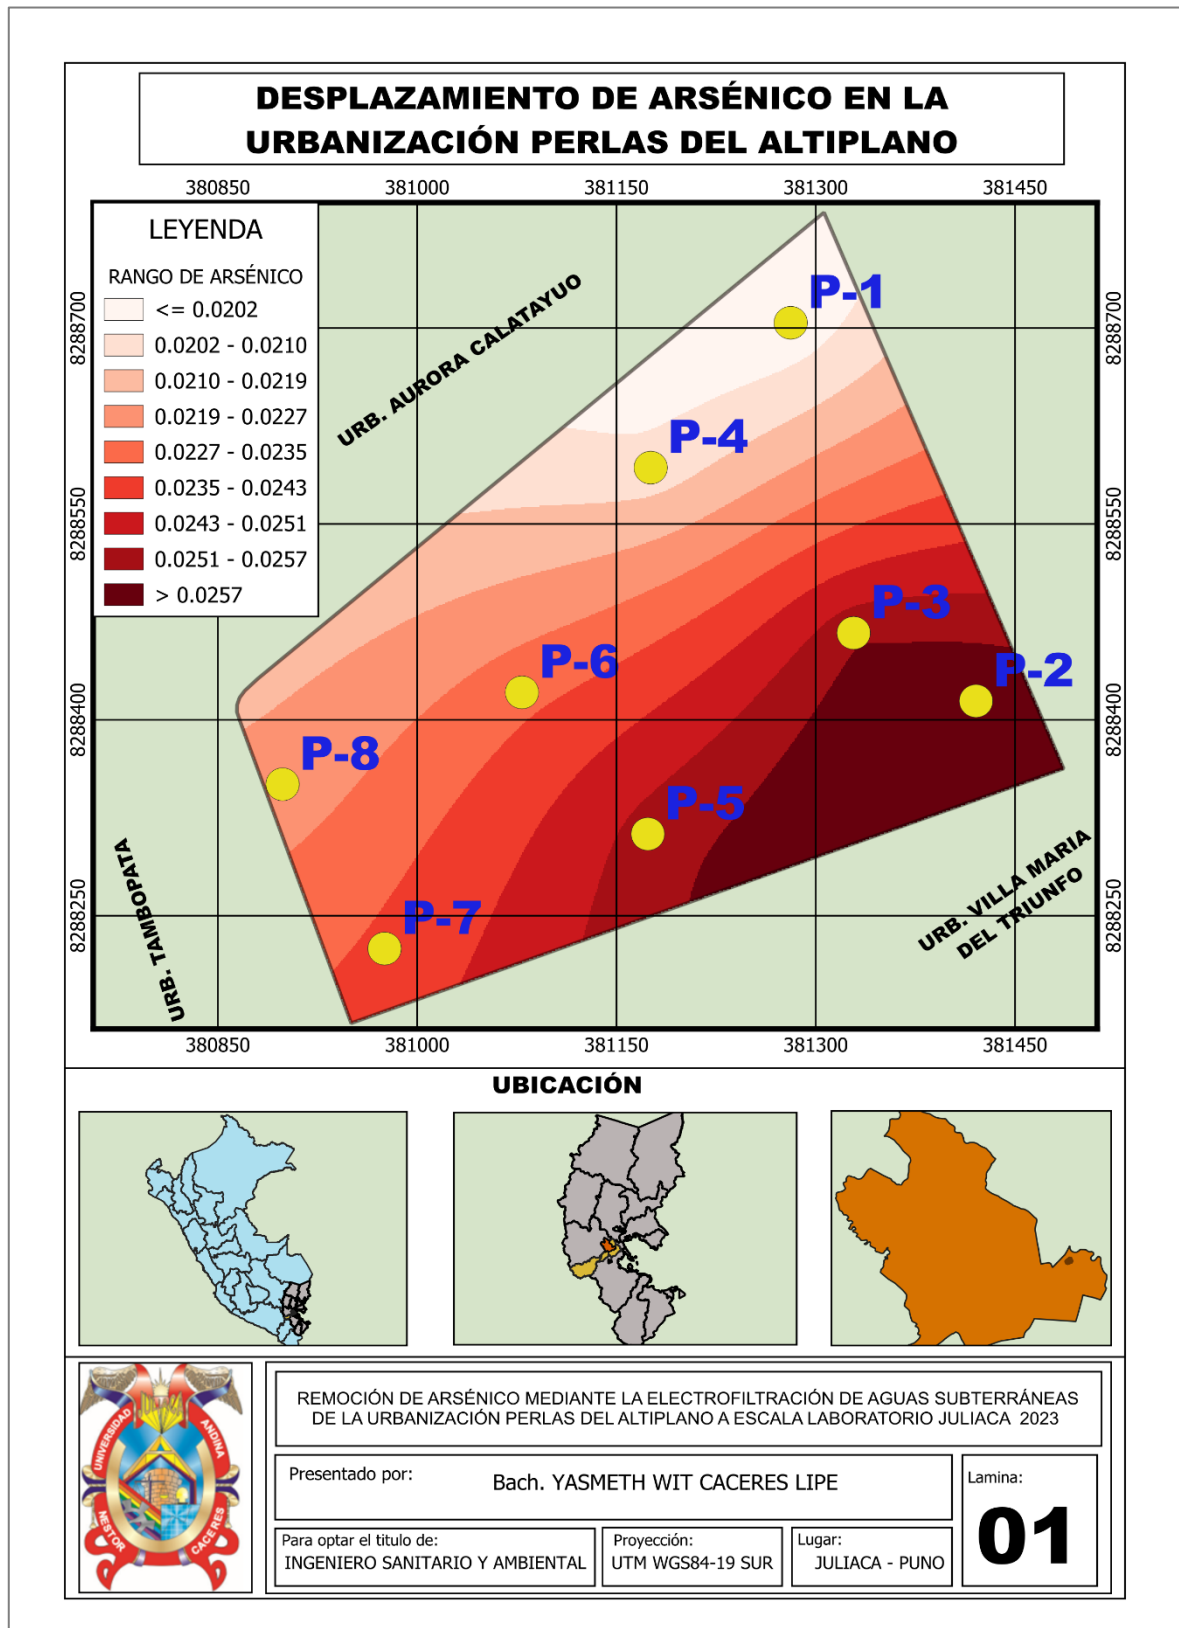 DESPLAZAMIENTO DE ARSÉNICO EN LA
URBANIZACIÓN PERLAS DEL ALTIPLANO
380850 381000 381150 381300 381450
LEYENDA
RANGO DE ARSÉNICO
<= 0.0202
0.0202 - 0.0210
0.0210 - 0.0219
0.0219 - 0.0227
0.0227 - 0.0235
0.0235 - 0.0243
0.0243 - 0.0251
0.0251 - 0.0257
> 0.0257
8288700
8288550
8288400
8288250
URB. AURORA CALATAYUO
P-1
P-4
P-3
P-6
P-2
P-8
P-5
P-7
URB. TAMBOPATA
URB. VILLA MARIA
DEL TRIUNFO
8288700
8288550
8288400
8288250
380850 381000 381150 381300 381450
UBICACIÓN
UNIVERSIDAD
ANDINA
NESTOR
CACERES
REMOCIÓN DE ARSÉNICO MEDIANTE LA ELECTROFILTRACIÓN DE AGUAS SUBTERRÁNEAS
DE LA URBANIZACIÓN PERLAS DEL ALTIPLANO A ESCALA LABORATORIO JULIACA 2023
Presentado por:
Bach. YASMETH WIT CACERES LIPE
Lamina:
01
Para optar el titulo de:
INGENIERO SANITARIO Y AMBIENTAL
Proyección:
UTM WGS84-19 SUR
Lugar:
JULIACA - PUNO